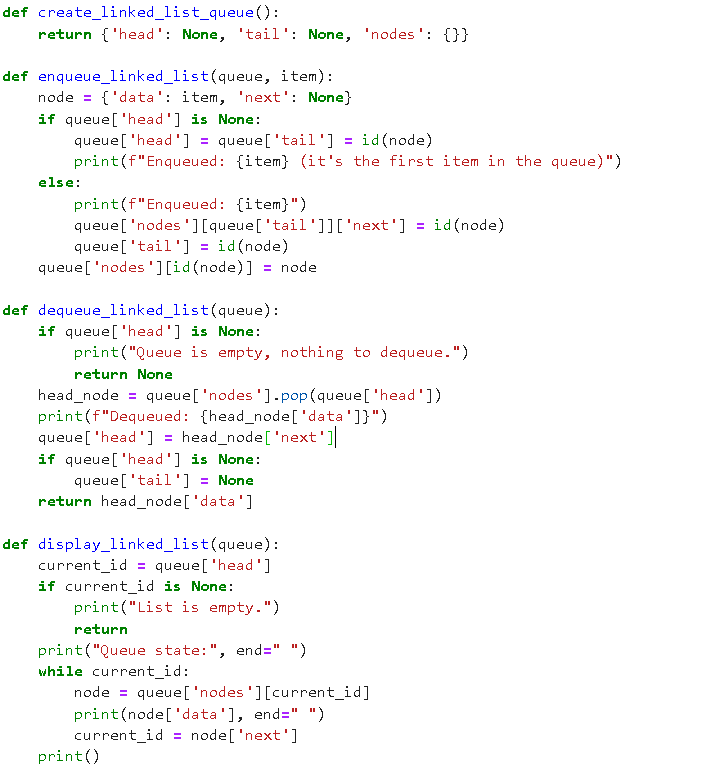 def create_linked_list_queue():
    return {'head': None, 'tail': None, 'nodes': {}}

def enqueue_linked_list(queue, item):
    node = {'data': item, 'next': None}
    if queue['head'] is None:
        queue['head'] = queue['tail'] = id(node)
        print(f"Enqueued: {item} (it's the first item in the queue)")
    else:
        print(f"Enqueued: {item}")
        queue['nodes'][queue['tail']]['next'] = id(node)
        queue['tail'] = id(node)
    queue['nodes'][id(node)] = node

def dequeue_linked_list(queue):
    if queue['head'] is None:
        print("Queue is empty, nothing to dequeue.")
        return None
    head_node = queue['nodes'].pop(queue['head'])
    print(f"Dequeued: {head_node['data']}")
    queue['head'] = head_node['next']
    if queue['head'] is None:
        queue['tail'] = None
    return head_node['data']

def display_linked_list(queue):
    current_id = queue['head']
    if current_id is None:
        print("List is empty.")
        return
    print("Queue state:", end=" ")
    while current_id:
        node = queue['nodes'][current_id]
        print(node['data'], end=" ")
        current_id = node['next']
    print()